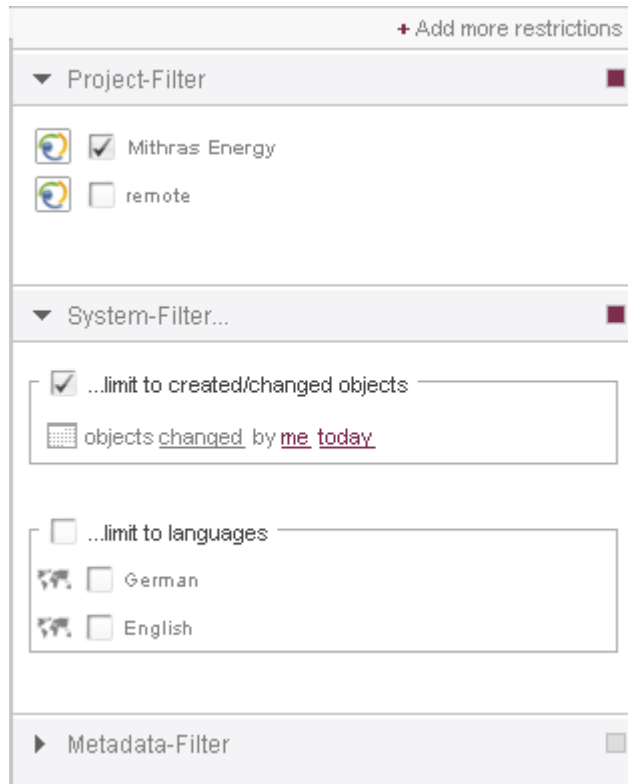 + Add more restrictions
Project-Filter
Mithras Energy
remote
System-Filter...
...limit to created/changed objects
objects changed by me today
...limit to languages
German
English
Metadata-Filter